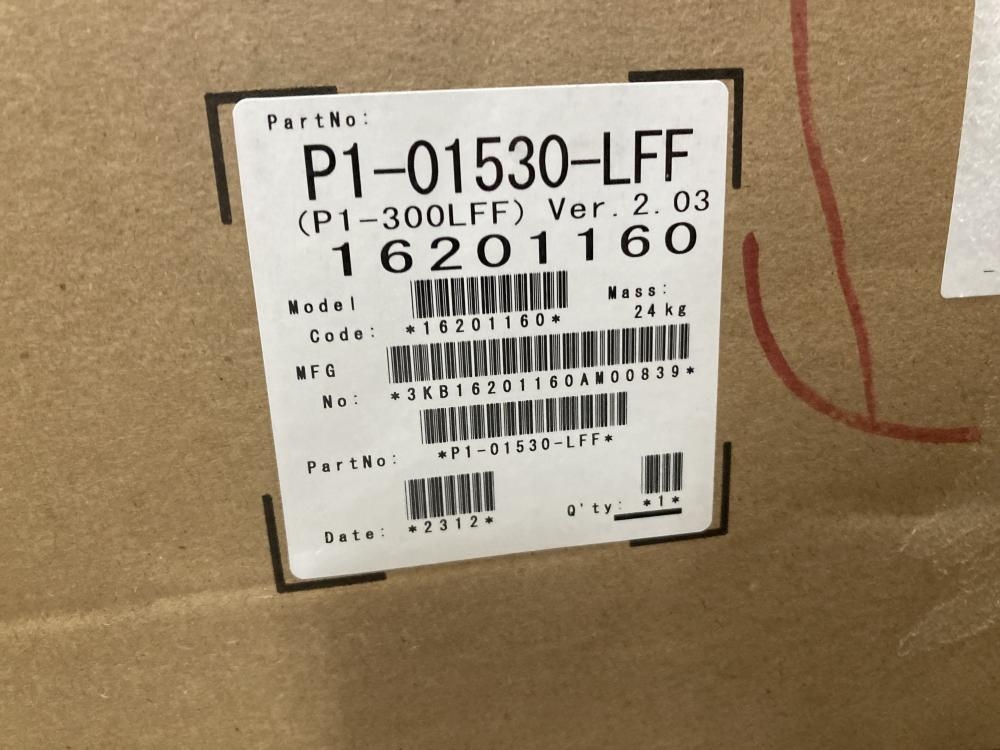 PartNo:
P1-01530-LFF
(P1-300LFF) Ver.2.03
16201160
Model Code: *16201160*
Mass: 24kg
MFG No: *3KB16201160AM00839*
PartNo: *P1-01530-LFF*
Date: *2312*
Q'ty: *1*